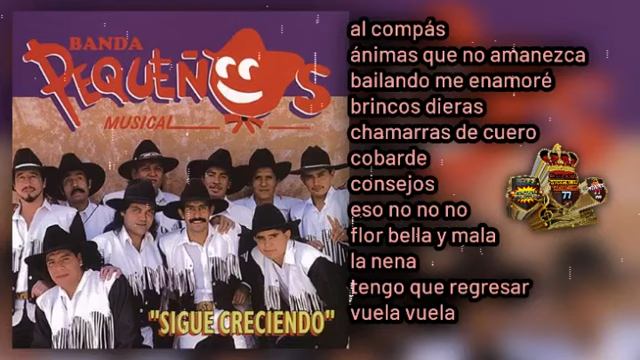 BANDA
PEQUEÑOS
MUSICAL
"SIGUE CRECIENDO"
al compás
ánimas que no amanezca
bailando me enamoré
brincos dieras
chamarras de cuero
cobarde
consejos
eso no no no
flor bella y mala
la nena
tengo que regresar
vuela vuela
77